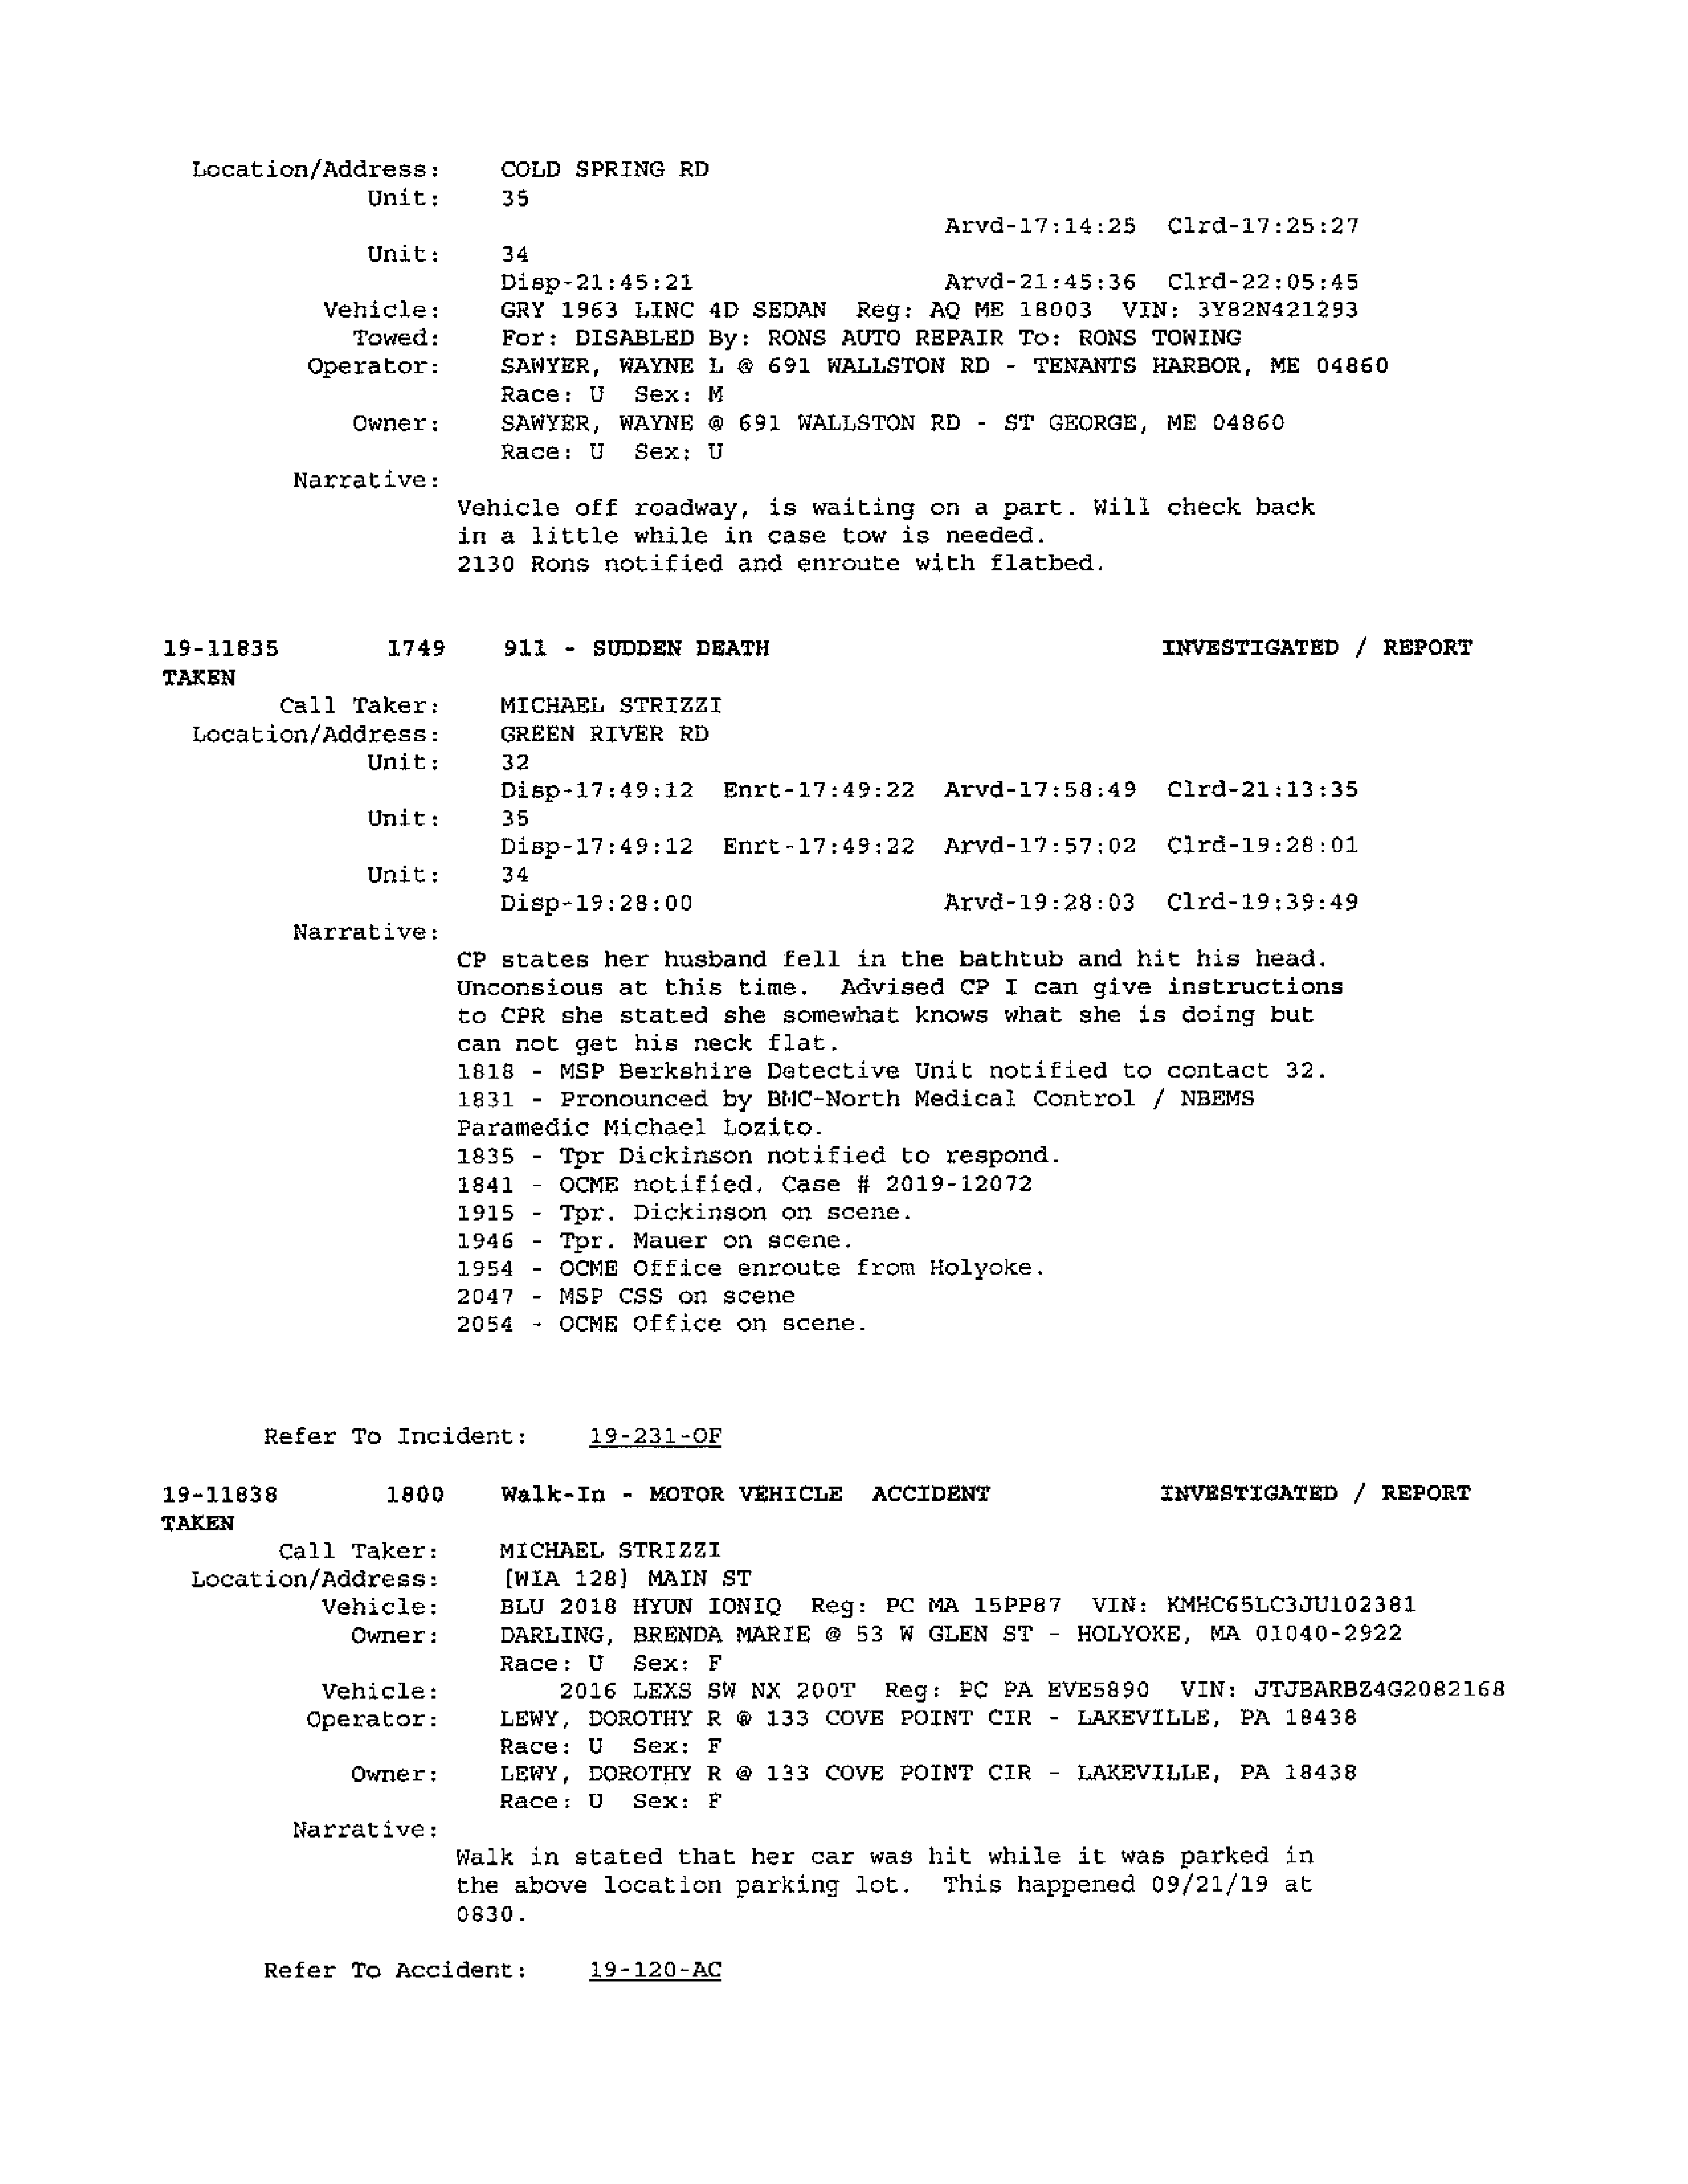 Location/Address: COLD SPRING RD
Unit: 35
Arvd-17:14:25 Clrd-17:25:27
Unit: 34
Disp-21:45:21 Arvd-21:45:36 Clrd-22:05:45
Vehicle: GRY 1963 LINC 4D SEDAN Reg: AQ ME 18003 VIN: 3Y82N421293
Towed: For: DISABLED By: RONS AUTO REPAIR To: RONS TOWING
Operator: SAWYER, WAYNE L @ 691 WALLSTON RD - TENANTS HARBOR, ME 04860
Race: U Sex: M
Owner: SAWYER, WAYNE @ 691 WALLSTON RD - ST GEORGE, ME 04860
Race: U Sex: U
Narrative:
Vehicle off roadway, is waiting on a part. Will check back
in a little while in case tow is needed.
2130 Rons notified and enroute with flatbed.
19-11835 1749 911 - SUDDEN DEATH INVESTIGATED / REPORT
TAKEN
Call Taker: MICHAEL STRIZZI
Location/Address: GREEN RIVER RD
Unit: 32
Disp-17:49:12 Enrt-17:49:22 Arvd-17:58:49 Clrd-21:13:35
Unit: 35
Disp-17:49:12 Enrt-17:49:22 Arvd-17:57:02 Clrd-19:28:01
Unit: 34
Disp-19:28:00 Arvd-19:28:03 Clrd-19:39:49
Narrative:
CP states her husband fell in the bathtub and hit his head.
Unconsious at this time. Advised CP I can give instructions
to CPR she stated she somewhat knows what she is doing but
can not get his neck flat.
1818 - MSP Berkshire Detective Unit notified to contact 32.
1831 - Pronounced by BMC-North Medical Control / NBEMS
Paramedic Michael Lozito.
1835 - Tpr Dickinson notified to respond.
1841 - OCME notified. Case # 2019-12072
1915 - Tpr. Dickinson on scene.
1946 - Tpr. Mauer on scene.
1954 - OCME Office enroute from Holyoke.
2047 - MSP CSS on scene
2054 - OCME Office on scene.
Refer To Incident: 19-231-OF
19-11838 1800 Walk-In - MOTOR VEHICLE ACCIDENT INVESTIGATED / REPORT
TAKEN
Call Taker: MICHAEL STRIZZI
Location/Address: [WIA 128] MAIN ST
Vehicle: BLU 2018 HYUN IONIQ Reg: PC MA 15PP87 VIN: KMHC65LC3JU102381
Owner: DARLING, BRENDA MARIE @ 53 W GLEN ST - HOLYOKE, MA 01040-2922
Race: U Sex: F
Vehicle: 2016 LEXS SW NX 200T Reg: PC PA EVE5890 VIN: JTJBARBZ4G2082168
Operator: LEWY, DOROTHY R @ 133 COVE POINT CIR - LAKEVILLE, PA 18438
Race: U Sex: F
Owner: LEWY, DOROTHY R @ 133 COVE POINT CIR - LAKEVILLE, PA 18438
Race: U Sex: F
Narrative:
Walk in stated that her car was hit while it was parked in
the above location parking lot. This happened 09/21/19 at
0830.
Refer To Accident: 19-120-AC